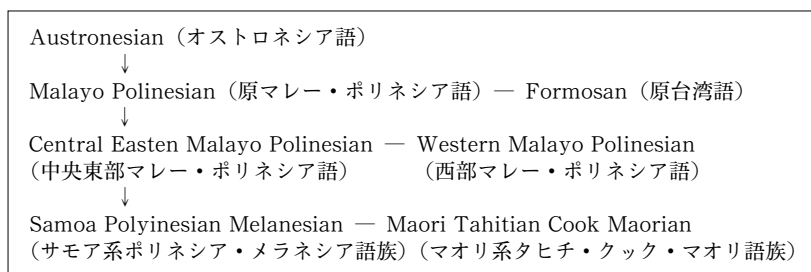 Austronesian（オストロネシア語）
↓
Malayo Polinesian（原マレー・ポリネシア語）— Formosan（原台湾語）
↓
Central Easten Malayo Polinesian — Western Malayo Polinesian
（中央東部マレー・ポリネシア語）　（西部マレー・ポリネシア語）
↓
Samoa Polyinesian Melanesian — Maori Tahitian Cook Maorian
（サモア系ポリネシア・メラネシア語族）（マオリ系タヒチ・クック・マオリ語族）